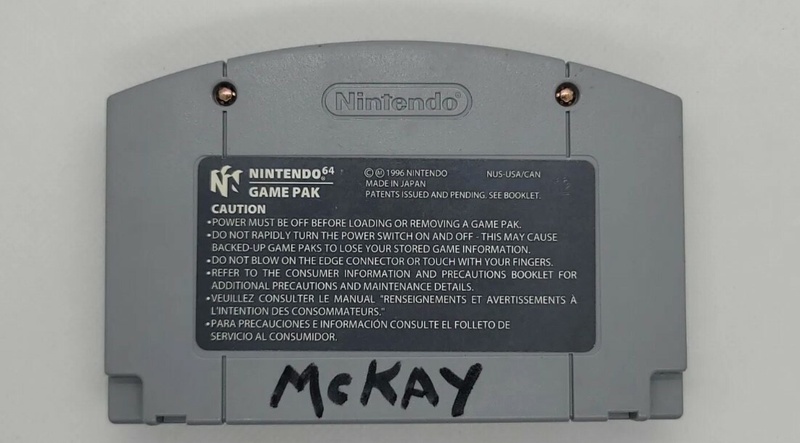 Nintendo®
NINTENDO⁶⁴
GAME PAK
© Ⓜ 1996 NINTENDO NUS-USA/CAN
MADE IN JAPAN
PATENTS ISSUED AND PENDING. SEE BOOKLET.
CAUTION
•POWER MUST BE OFF BEFORE LOADING OR REMOVING A GAME PAK.
•DO NOT RAPIDLY TURN THE POWER SWITCH ON AND OFF - THIS MAY CAUSE
BACKED-UP GAME PAKS TO LOSE YOUR STORED GAME INFORMATION.
•DO NOT BLOW ON THE EDGE CONNECTOR OR TOUCH WITH YOUR FINGERS.
•REFER TO THE CONSUMER INFORMATION AND PRECAUTIONS BOOKLET FOR
ADDITIONAL PRECAUTIONS AND MAINTENANCE DETAILS.
•VEUILLEZ CONSULTER LE MANUAL "RENSEIGNEMENTS ET AVERTISSEMENTS À
L'INTENTION DES CONSOMMATEURS."
•PARA PRECAUCIONES E INFORMACIÓN CONSULTE EL FOLLETO DE
SERVICIO AL CONSUMIDOR.
McKAY